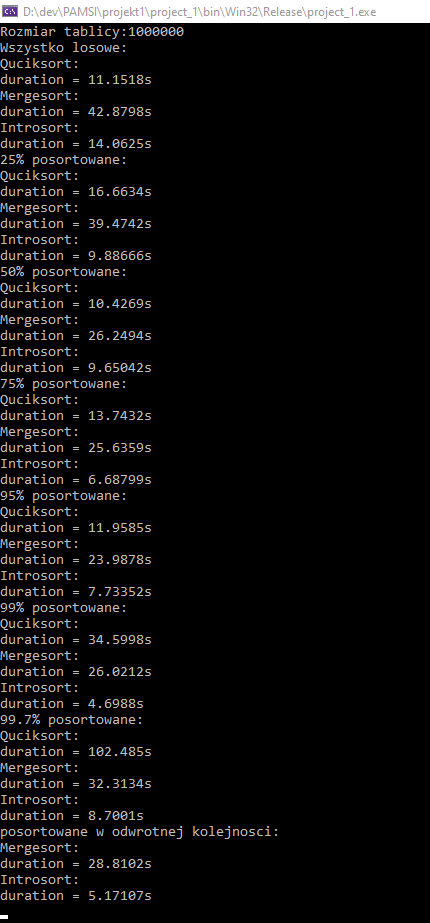 D:\dev\PAMSI\projekt1\project_1\bin\Win32\Release\project_1.exe
Rozmiar tablicy:1000000
Wszystko losowe:
Quciksort:
duration = 11.1518s
Mergesort:
duration = 42.8798s
Introsort:
duration = 14.0625s
25% posortowane:
Quciksort:
duration = 16.6634s
Mergesort:
duration = 39.4742s
Introsort:
duration = 9.88666s
50% posortowane:
Quciksort:
duration = 10.4269s
Mergesort:
duration = 26.2494s
Introsort:
duration = 9.65042s
75% posortowane:
Quciksort:
duration = 13.7432s
Mergesort:
duration = 25.6359s
Introsort:
duration = 6.68799s
95% posortowane:
Quciksort:
duration = 11.9585s
Mergesort:
duration = 23.9878s
Introsort:
duration = 7.73352s
99% posortowane:
Quciksort:
duration = 34.5998s
Mergesort:
duration = 26.0212s
Introsort:
duration = 4.6988s
99.7% posortowane:
Quciksort:
duration = 102.485s
Mergesort:
duration = 32.3134s
Introsort:
duration = 8.7001s
posortowane w odwrotnej kolejnosci:
Mergesort:
duration = 28.8102s
Introsort:
duration = 5.17107s